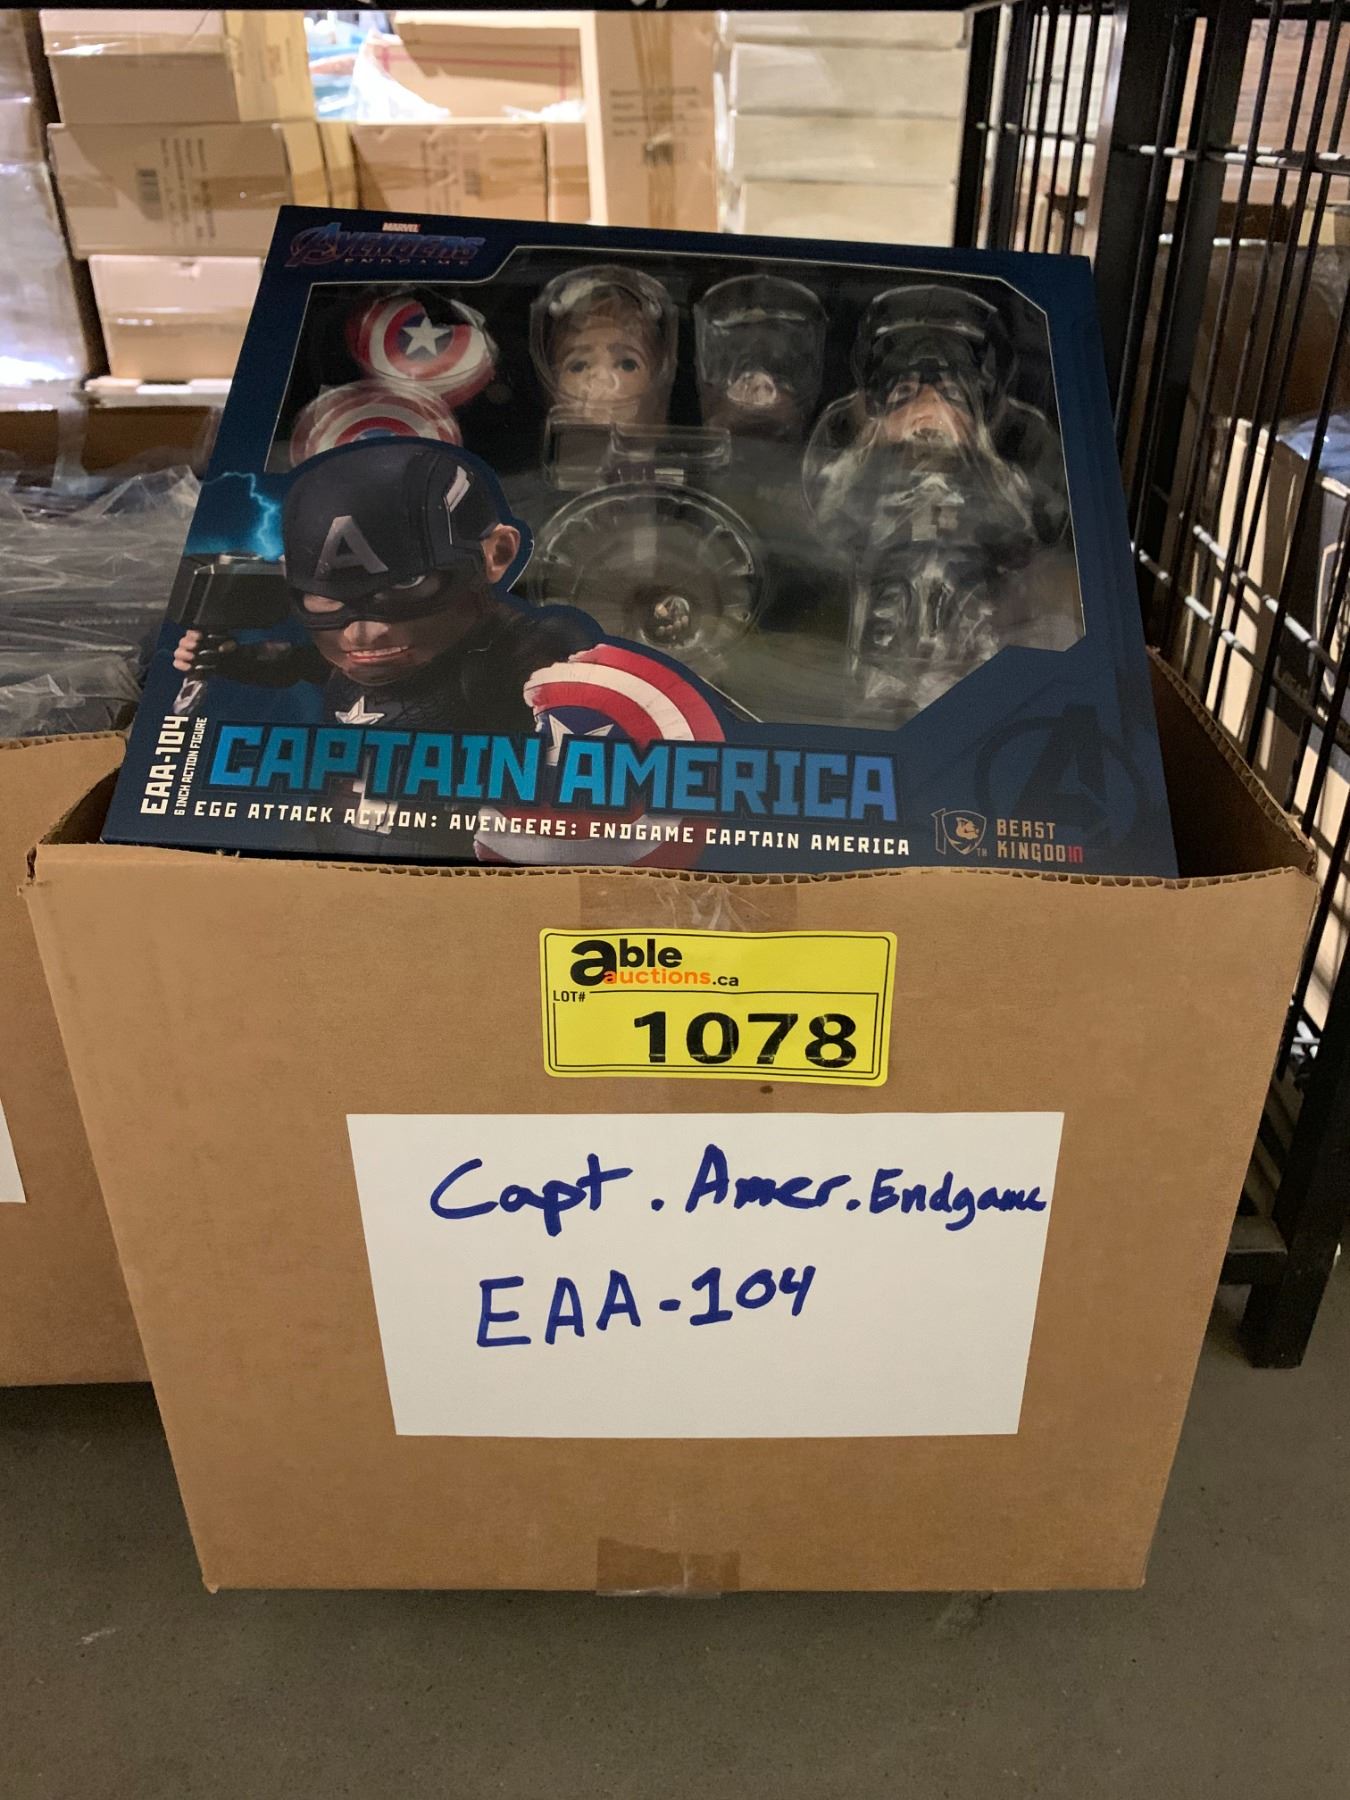 MARVEL
AVENGERS
ENDGAME
A
EAA-104
6 INCH ACTION FIGURE
CAPTAIN AMERICA
EGG ATTACK ACTION: AVENGERS: ENDGAME CAPTAIN AMERICA
10TH
BEAST
KINGDOM
able
auctions.ca
LOT#
1078
Capt. Amer. Endgame
EAA-104